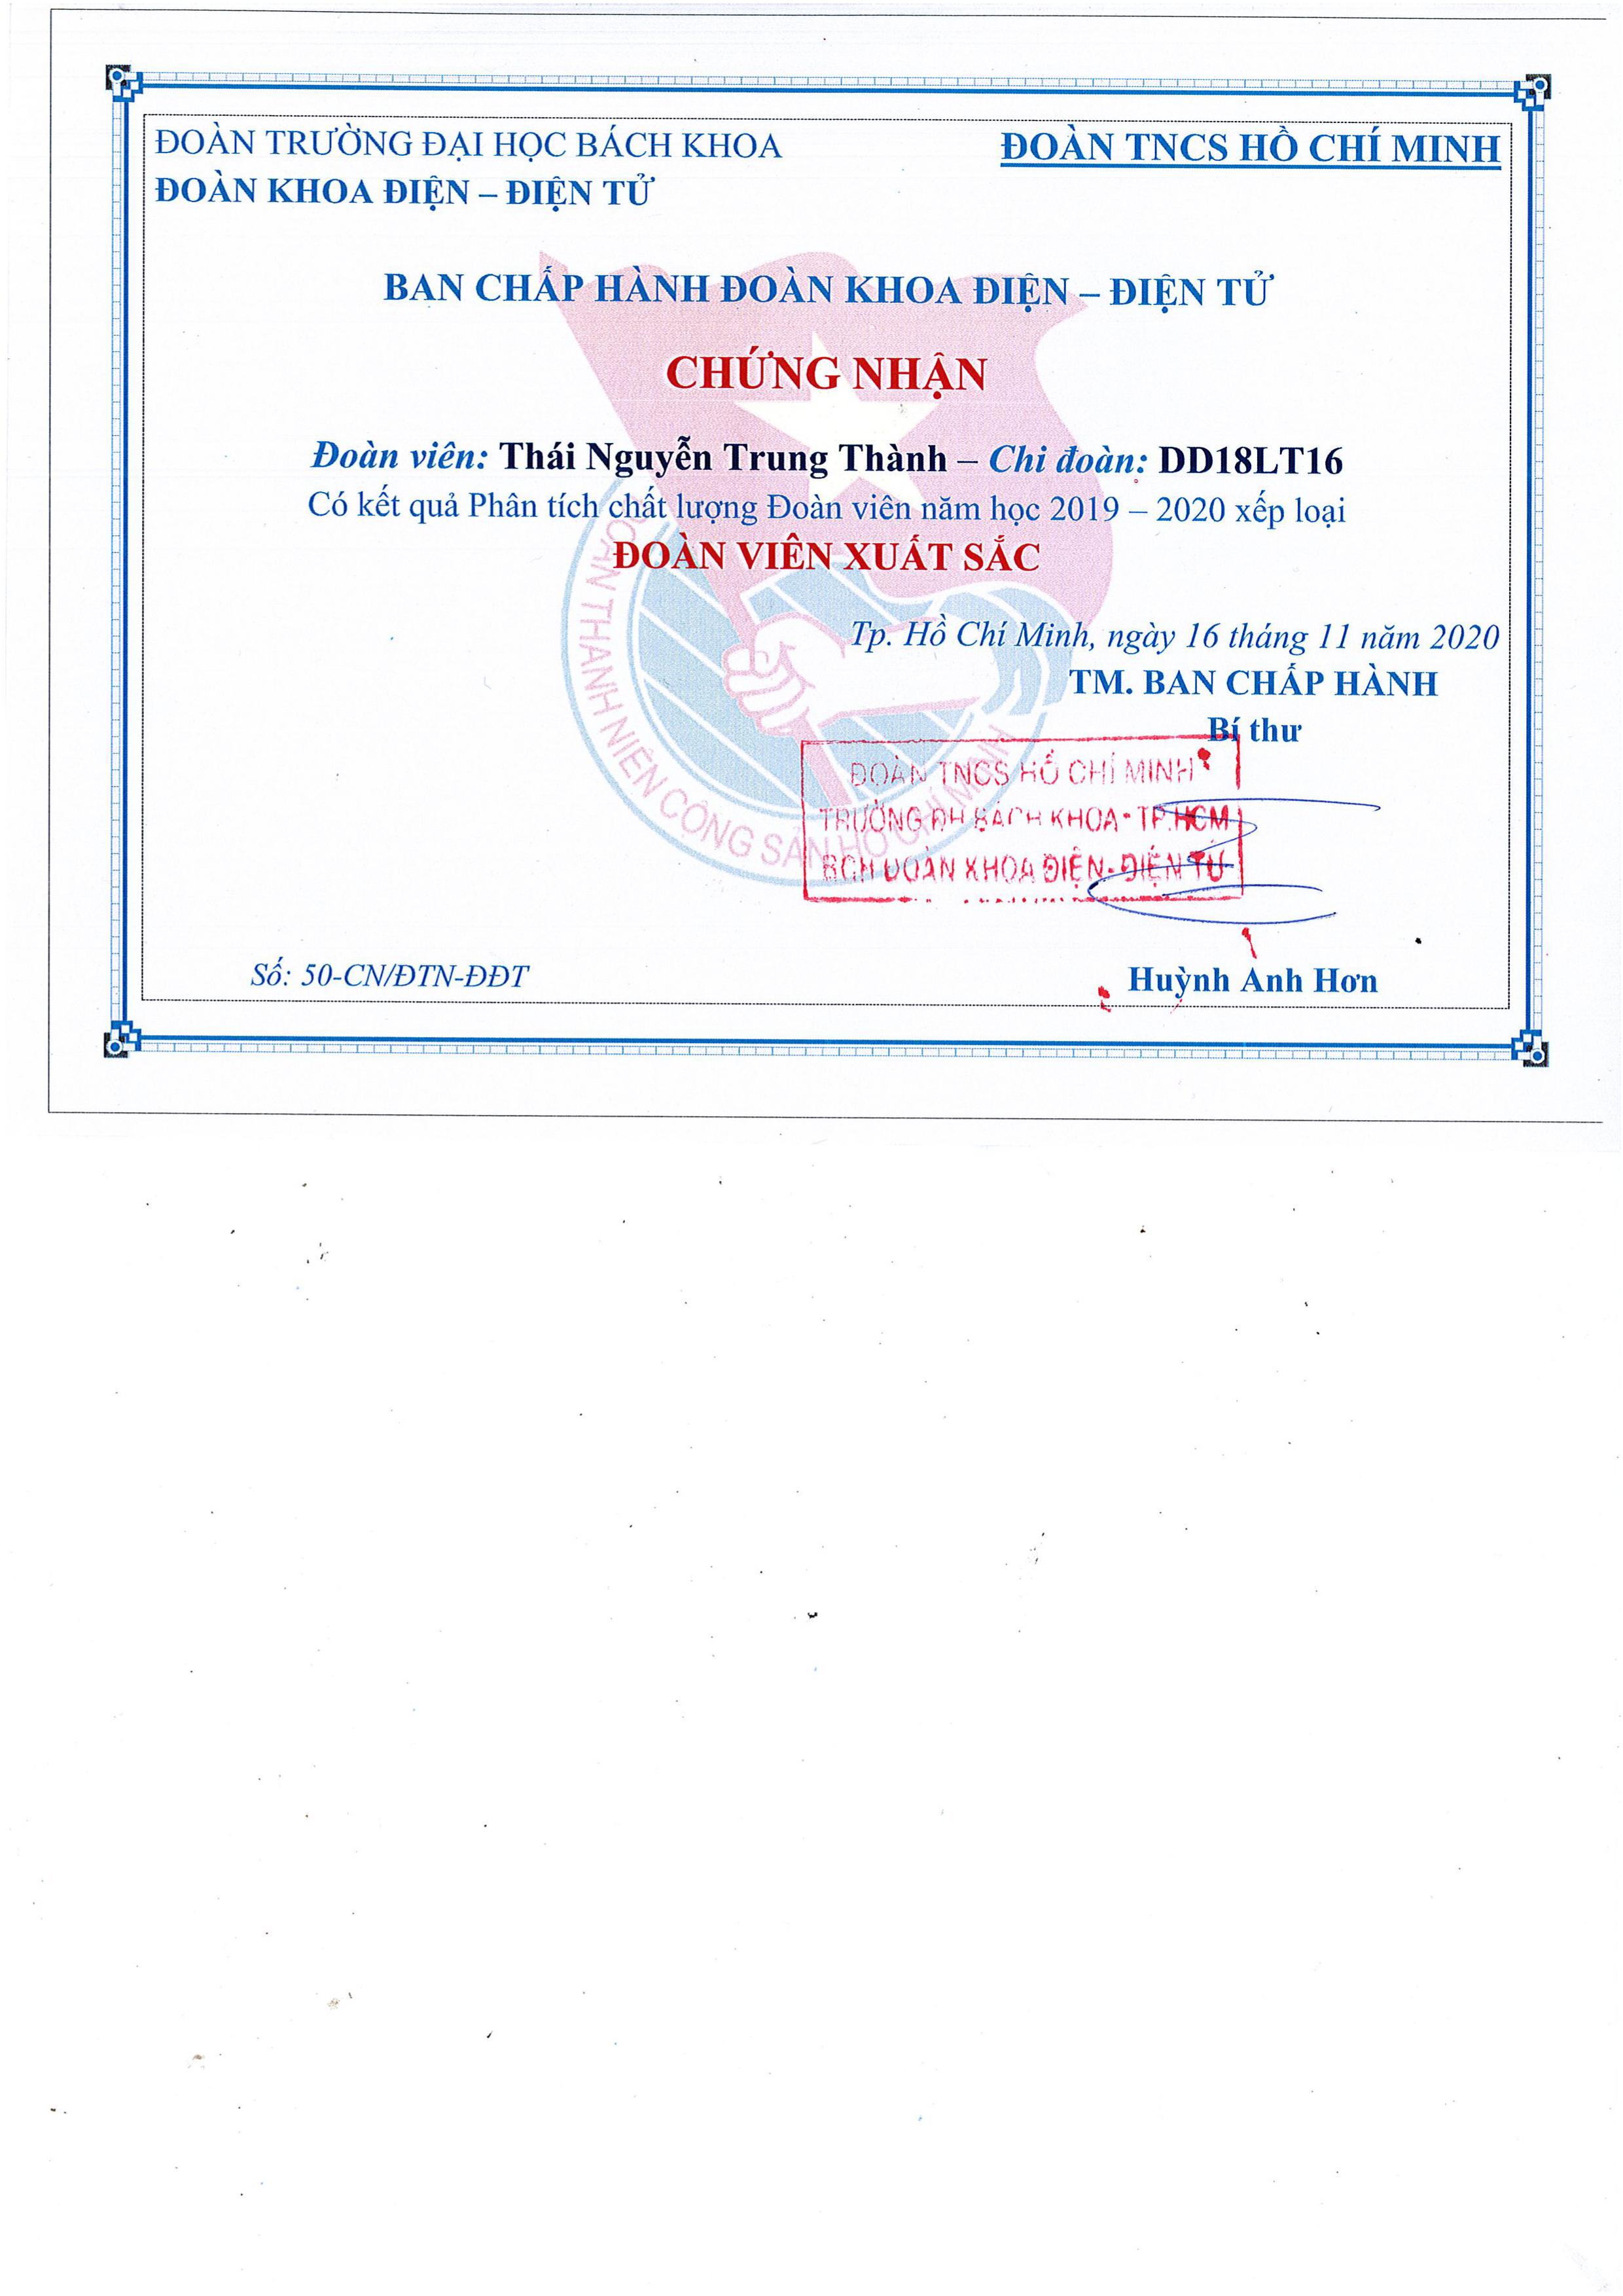 ĐOÀN TRƯỜNG ĐẠI HỌC BÁCH KHOA
ĐOÀN TNCS HỒ CHÍ MINH
ĐOÀN KHOA ĐIỆN – ĐIỆN TỬ
BAN CHẤP HÀNH ĐOÀN KHOA ĐIỆN – ĐIỆN TỬ
CHỨNG NHẬN
Đoàn viên: Thái Nguyễn Trung Thành – Chi đoàn: DD18LT16
Có kết quả Phân tích chất lượng Đoàn viên năm học 2019 – 2020 xếp loại
ĐOÀN VIÊN XUẤT SẮC
ĐOÀN THANH NIÊN CỘNG SẢN HỒ CHÍ MINH
Tp. Hồ Chí Minh, ngày 16 tháng 11 năm 2020
TM. BAN CHẤP HÀNH
Bí thư
ĐOÀN TNCS HỒ CHÍ MINH
TRƯỜNG ĐH BÁCH KHOA - TP.HCM
BCH ĐOÀN KHOA ĐIỆN - ĐIỆN TỬ
Số: 50-CN/ĐTN-ĐĐT
Huỳnh Anh Hơn